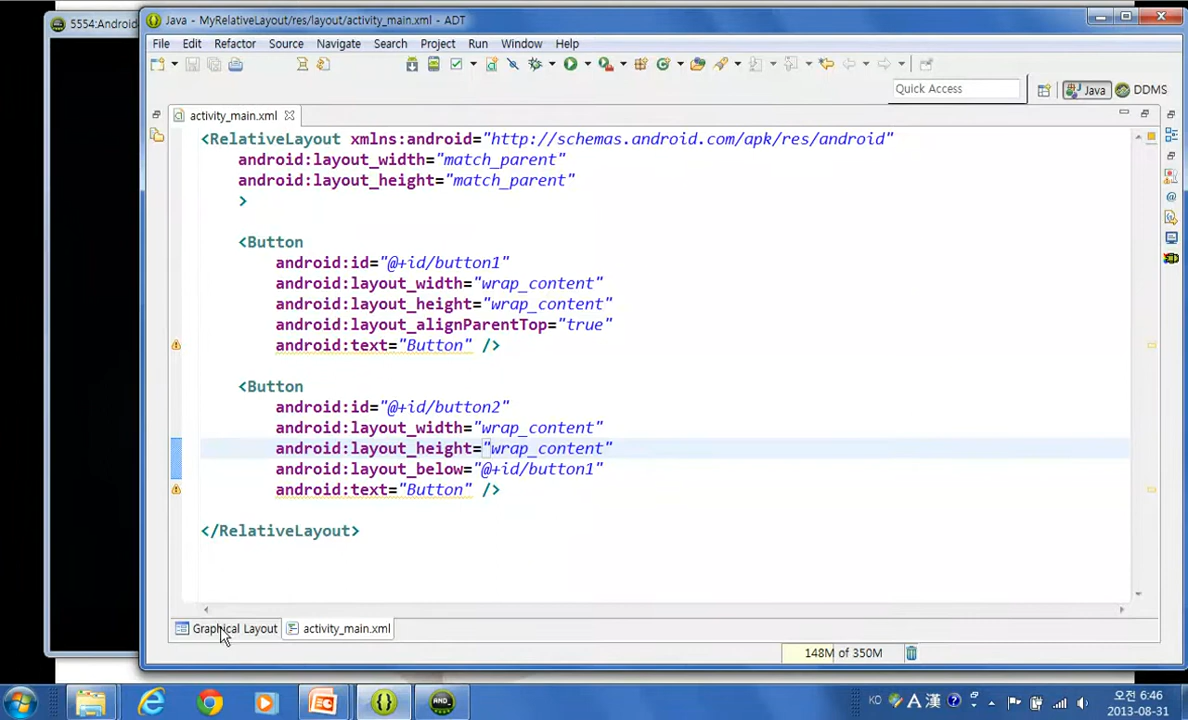 5554:Android
Java - MyRelativeLayout/res/layout/activity_main.xml - ADT
File Edit Refactor Source Navigate Search Project Run Window Help
Quick Access
Java
DDMS
activity_main.xml
<RelativeLayout xmlns:android="http://schemas.android.com/apk/res/android"
android:layout_width="match_parent"
android:layout_height="match_parent"
>
<Button
android:id="@+id/button1"
android:layout_width="wrap_content"
android:layout_height="wrap_content"
android:layout_alignParentTop="true"
android:text="Button" />
<Button
android:id="@+id/button2"
android:layout_width="wrap_content"
android:layout_height="wrap_content"
android:layout_below="@+id/button1"
android:text="Button" />
</RelativeLayout>
Graphical Layout activity_main.xml
148M of 350M
KO A 漢
오전 6:46
2013-08-31